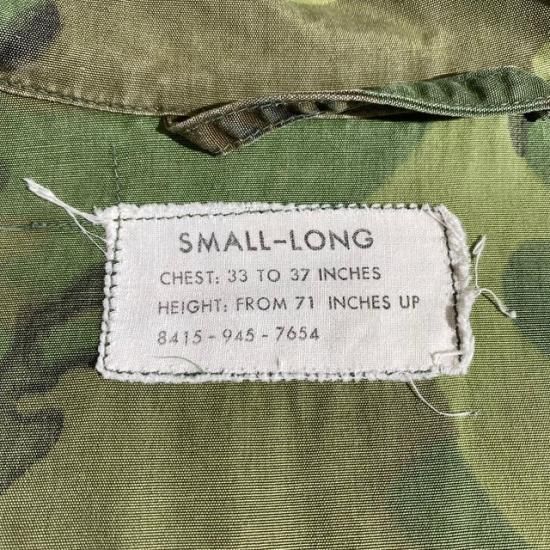 SMALL-LONG
CHEST: 33 TO 37 INCHES
HEIGHT: FROM 71 INCHES UP
8415-945-7654